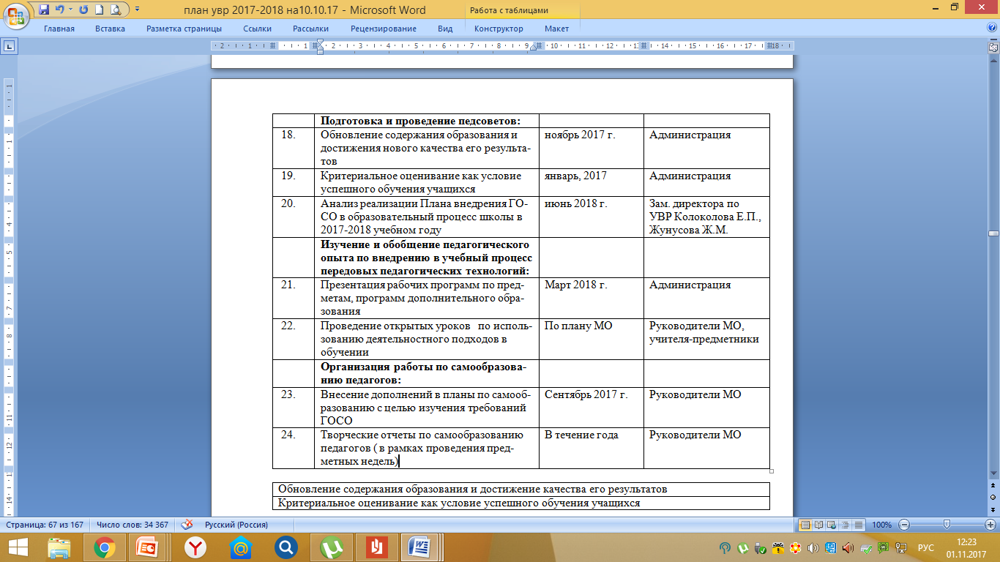 план увр 2017-2018 на10.10.17 - Microsoft Word
Работа с таблицами
Главная Вставка Разметка страницы Ссылки Рассылки Рецензирование Вид Конструктор Макет
Подготовка и проведение педсоветов:
18. Обновление содержания образования и ноябрь 2017 г. Администрация
достижения нового качества его результа-
тов
19. Критериальное оценивание как условие январь, 2017 Администрация
успешного обучения учащихся
20. Анализ реализации Плана внедрения ГО- июнь 2018 г. Зам. директора по
СО в образовательный процесс школы в УВР Колоколова Е.П.,
2017-2018 учебном году Жунусова Ж.М.
Изучение и обобщение педагогического
опыта по внедрению в учебный процесс
передовых педагогических технологий:
21. Презентация рабочих программ по пред- Март 2018 г. Администрация
метам, программ дополнительного обра-
зования
22. Проведение открытых уроков по исполь- По плану МО Руководители МО,
зованию деятельностного подходов в учителя-предметники
обучении
Организация работы по самообразова-
нию педагогов:
23. Внесение дополнений в планы по самооб- Сентябрь 2017 г. Руководители МО
разованию с целью изучения требований
ГОСО
24. Творческие отчеты по самообразованию В течение года Руководители МО
педагогов ( в рамках проведения пред-
метных недель)
Обновление содержания образования и достижение качества его результатов
Критериальное оценивание как условие успешного обучения учащихся
Страница: 67 из 167 Число слов: 34 367 Русский (Россия) 100%
РУС 12:23
01.11.2017